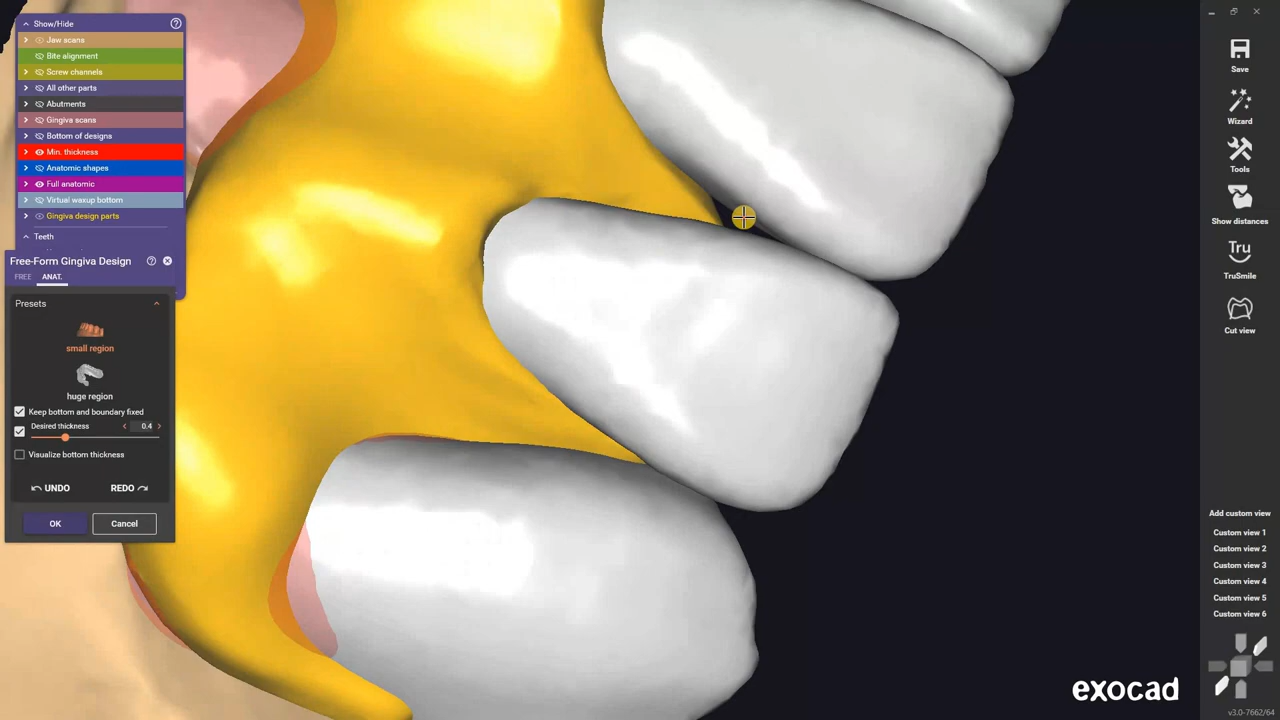 Show/Hide
Jaw scans
Bite alignment
Screw channels
All other parts
Abutments
Gingiva scans
Bottom of designs
Min. thickness
Anatomic shapes
Full anatomic
Virtual waxup bottom
Gingiva design parts
Teeth
Free-Form Gingiva Design
FREE ANAT.
Presets
small region
huge region
Keep bottom and boundary fixed
Desired thickness 0.4
Visualize bottom thickness
UNDO REDO
OK Cancel
Save
Wizard
Tools
Show distances
Tru
TruSmile
Cut view
Add custom view
Custom view 1
Custom view 2
Custom view 3
Custom view 4
Custom view 5
Custom view 6
exocad
v3.0-7662/64